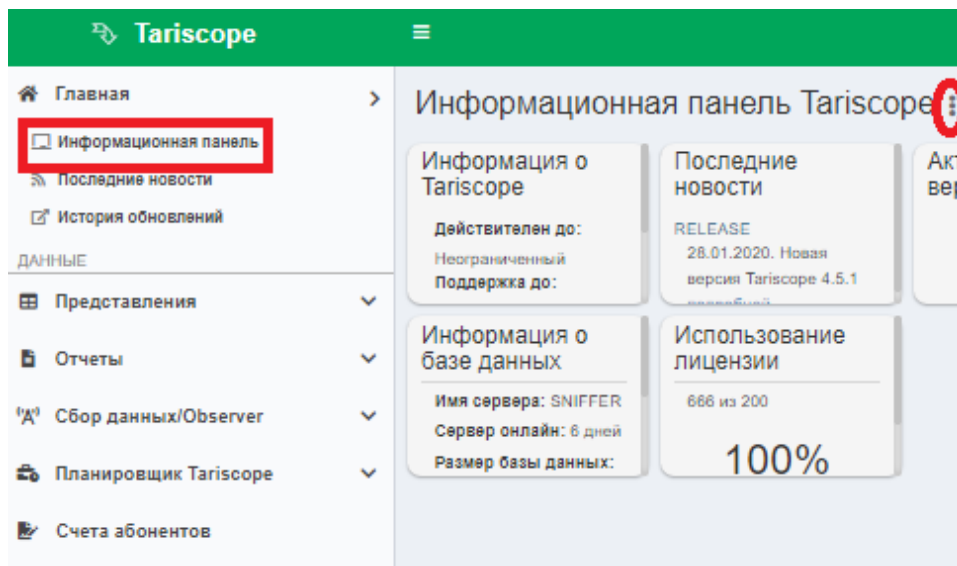 Tariscope
Главная
Информационная панель
Последние новости
История обновлений
ДАННЫЕ
Представления
Отчеты
Сбор данных/Observer
Планировщик Tariscope
Счета абонентов
Информационная панель Tariscope
Информация о
Tariscope
Действителен до:
Неограниченный
Поддержка до:
Последние
новости
RELEASE
28.01.2020. Новая
версия Tariscope 4.5.1
Информация о
базе данных
Имя сервера: SNIFFER
Сервер онлайн: 6 дней
Размер базы данных:
Использование
лицензии
666 из 200
100%